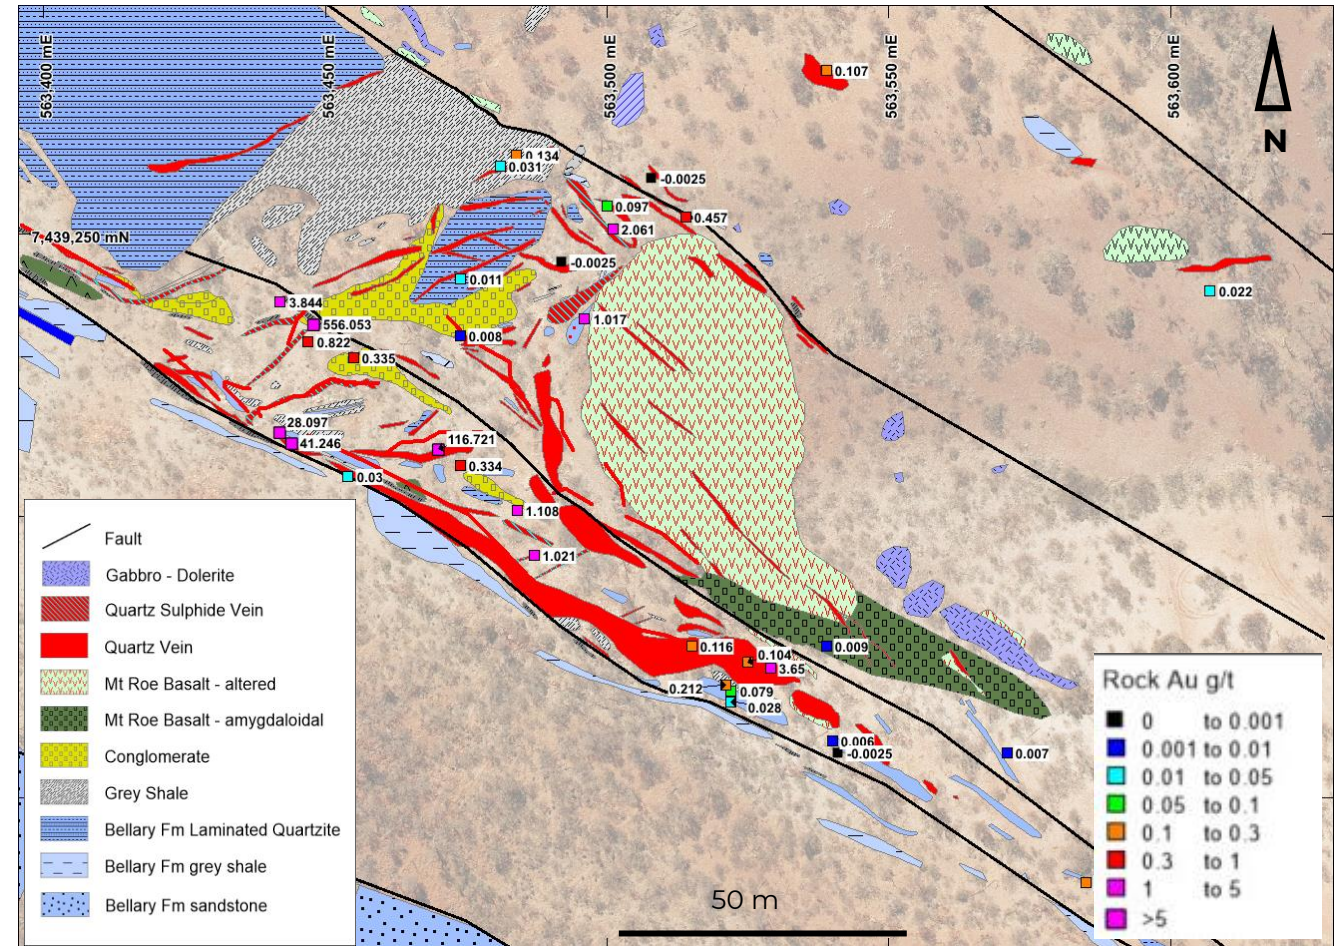 563,400 mE
563,450 mE
563,500 mE
563,550 mE
563,600 mE
N
7,439,250 mN
0.107
0.134
0.031
-0.0025
0.097
0.457
2.061
-0.0025
0.011
0.022
3.844
556.053
1.017
0.822
0.008
0.335
28.097
41.246
116.721
0.334
0.03
1.108
1.021
0.116
0.009
0.104
3.65
0.212
0.079
0.028
0.006
-0.0025
0.007
Fault
Gabbro - Dolerite
Quartz Sulphide Vein
Quartz Vein
Mt Roe Basalt - altered
Mt Roe Basalt - amygdaloidal
Conglomerate
Grey Shale
Bellary Fm Laminated Quartzite
Bellary Fm grey shale
Bellary Fm sandstone
50 m
Rock Au g/t
0 to 0.001
0.001 to 0.01
0.01 to 0.05
0.05 to 0.1
0.1 to 0.3
0.3 to 1
1 to 5
>5